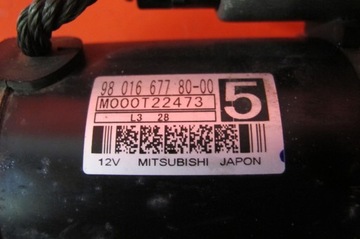 98 016 677 80-00
M000T22473
5
L3 28
12V MITSUBISHI JAPON